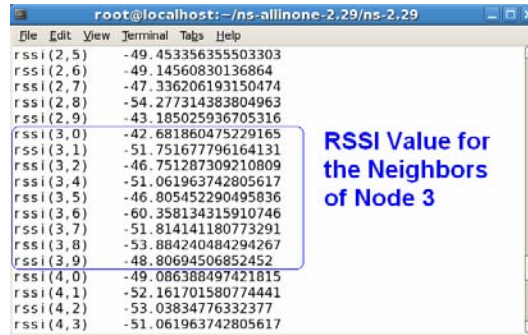 root@localhost:~/ns-allinone-2.29/ns-2.29
File Edit View Terminal Tabs Help
rssi(2,5) -49.453356355503303
rssi(2,6) -49.14560830136864
rssi(2,7) -47.336206193150474
rssi(2,8) -54.277314383804963
rssi(2,9) -43.185025936705316
rssi(3,0) -42.681860475229165
rssi(3,1) -51.751677796164131
rssi(3,2) -46.751287309210809
rssi(3,4) -51.061963742805617
rssi(3,5) -46.805452290495836
rssi(3,6) -60.358134315910746
rssi(3,7) -51.814141180773291
rssi(3,8) -53.884240484294267
rssi(3,9) -48.80694506852452
rssi(4,0) -49.086388497421815
rssi(4,1) -52.161701580774441
rssi(4,2) -53.038347776332377
rssi(4,3) -51.061963742805617
RSSI Value for
the Neighbors
of Node 3